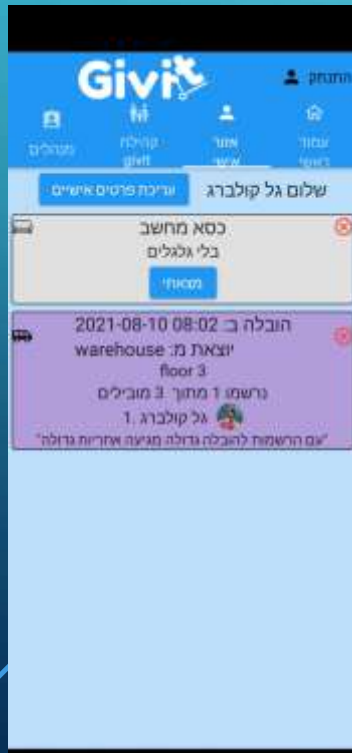 Givit
התנתק
עמוד
ראשי
אזור
אישי
קהילת
givit
מנהלים
שלום גל קולברג
עריכת פרטים אישיים
כסא מחשב
בלי גלגלים
מצאתי
הובלה ב: 2021-08-10 08:02
יוצאת מ: warehouse
floor 3
נרשמו 1 מתוך 3 מובילים
1. גל קולברג
"עם הרשמות להובלה גדולה מגיעה אחריות גדולה"